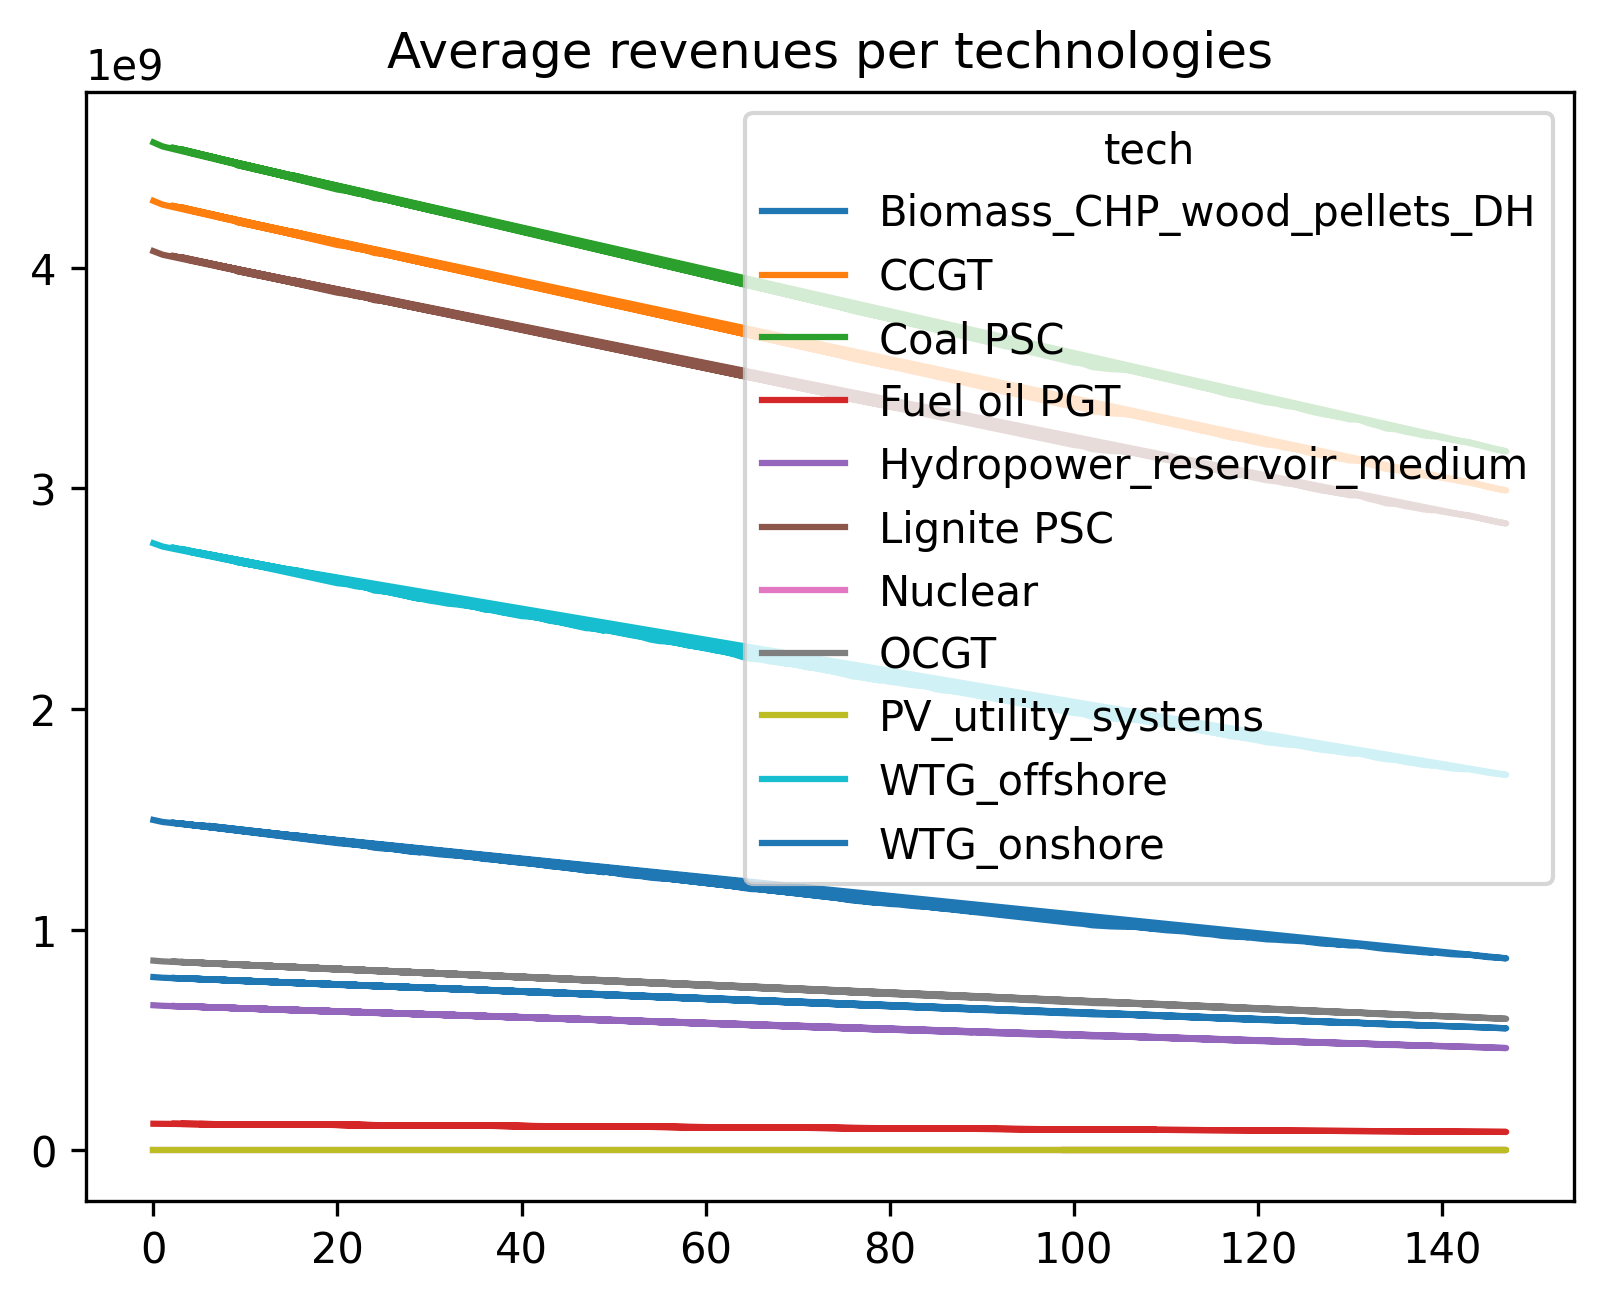 Average revenues per technologies
1e9
tech
Biomass_CHP_wood_pellets_DH
CCGT
Coal PSC
Fuel oil PGT
Hydropower_reservoir_medium
Lignite PSC
Nuclear
OCGT
PV_utility_systems
WTG_offshore
WTG_onshore
4
3
2
1
0
0 20 40 60 80 100 120 140